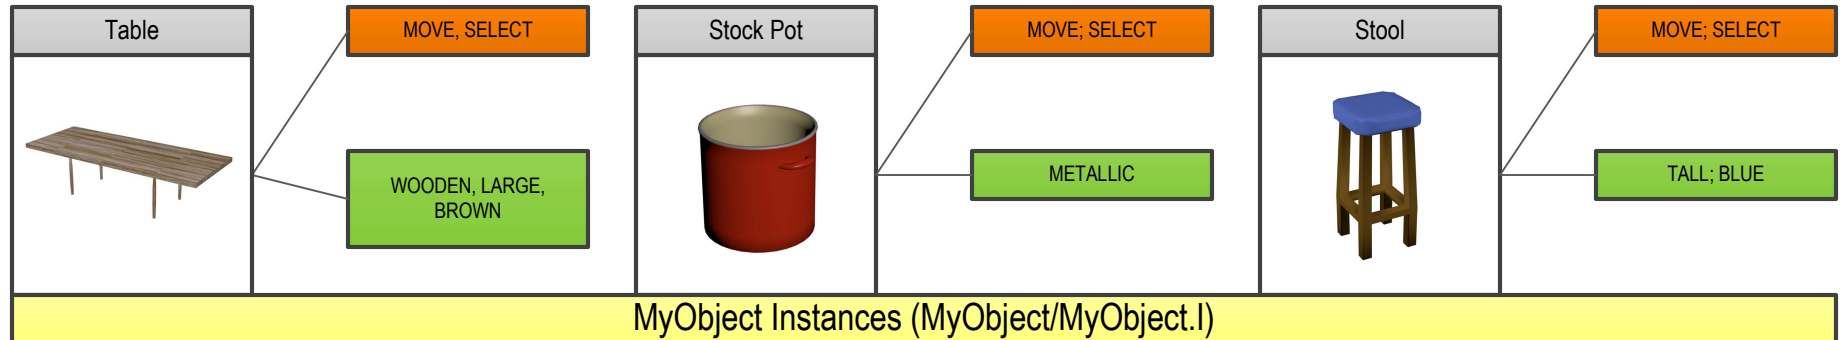 Table
MOVE, SELECT
WOODEN, LARGE,
BROWN
Stock Pot
MOVE; SELECT
METALLIC
Stool
MOVE; SELECT
TALL; BLUE
MyObject Instances (MyObject/MyObject.I)